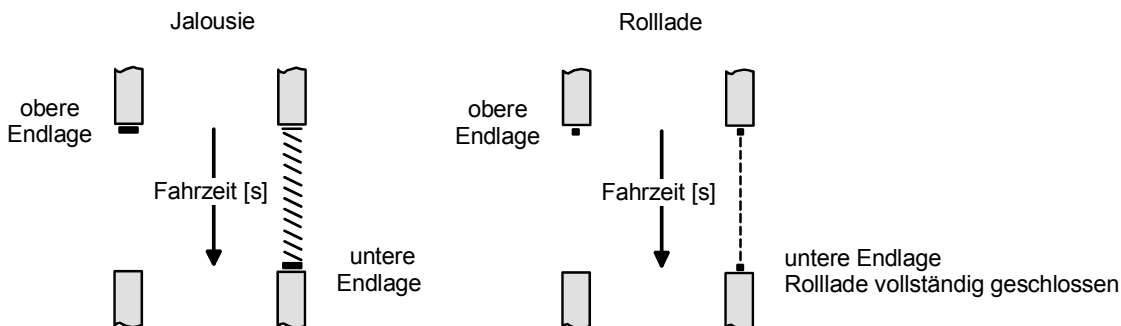 Jalousie
obere
Endlage
Fahrzeit [s]
untere
Endlage
Rolllade
obere
Endlage
Fahrzeit [s]
untere Endlage
Rolllade vollständig geschlossen